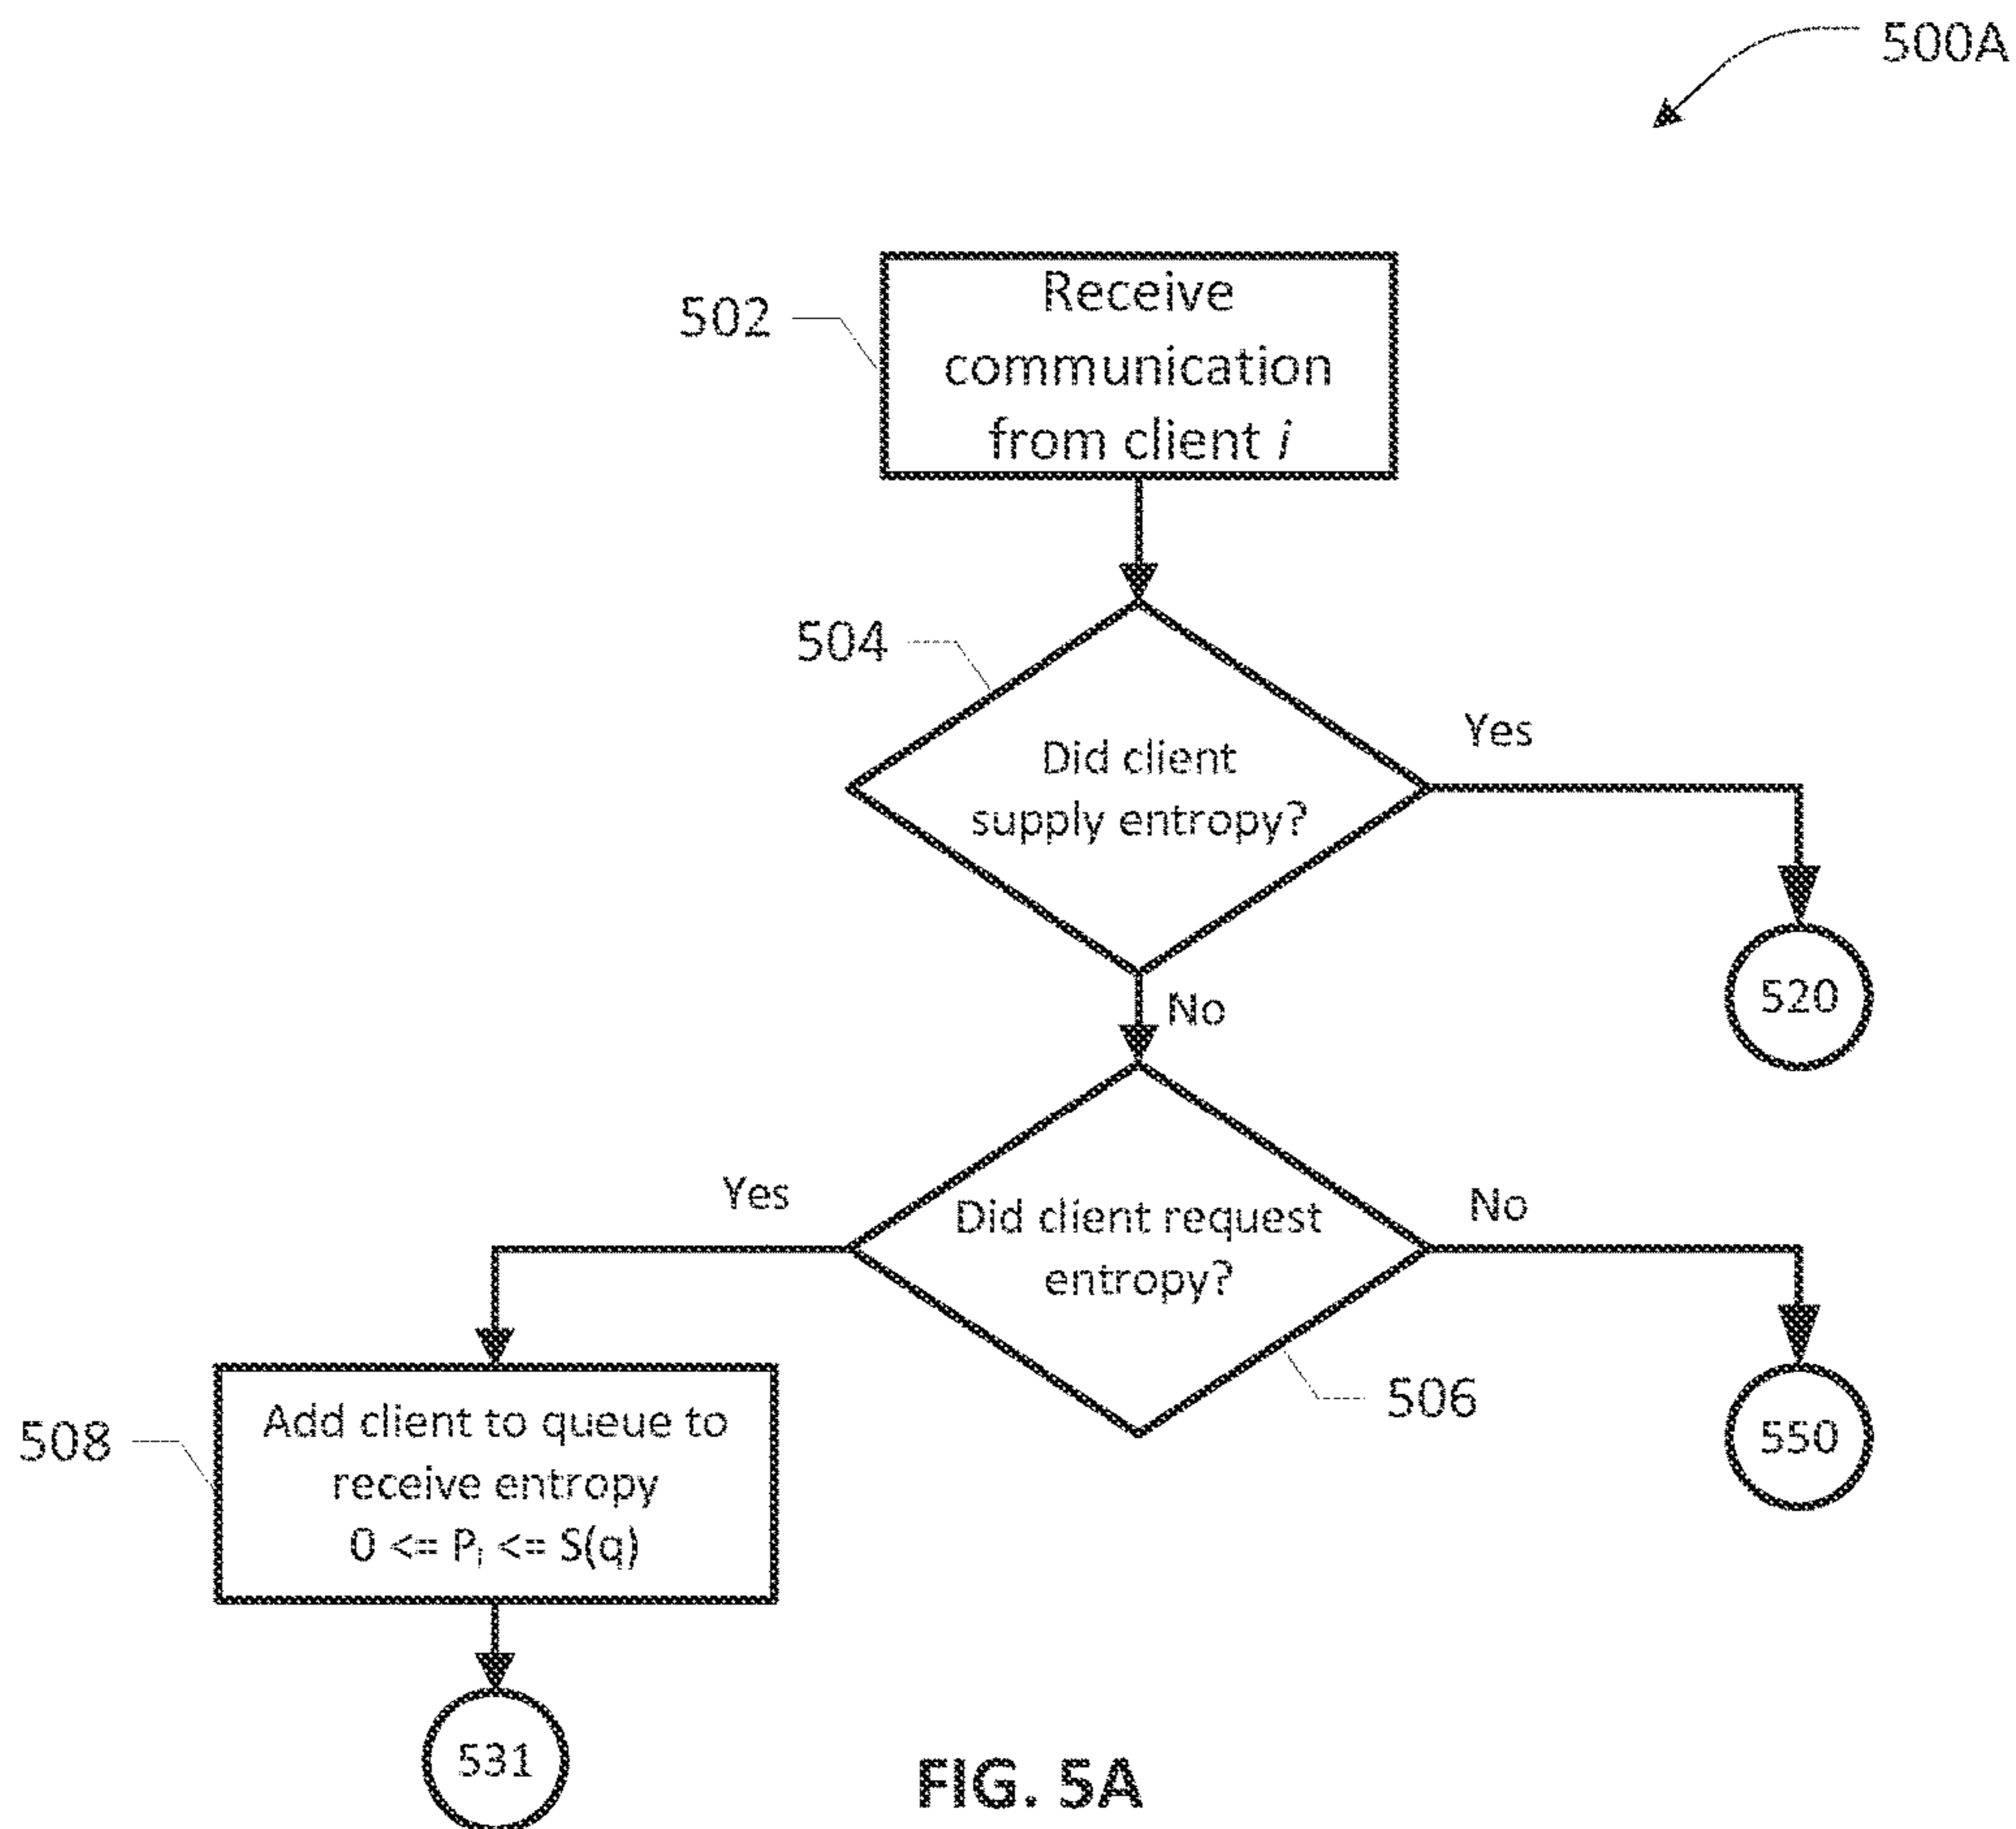 500A
502
Receive
communication
from client i
504
Did client
supply entropy?
Yes
520
No
Did client request
entropy?
Yes
No
506
550
508
Add client to queue to
receive entropy
0 <= Pᵢ <= S(q)
531
FIG. 5A